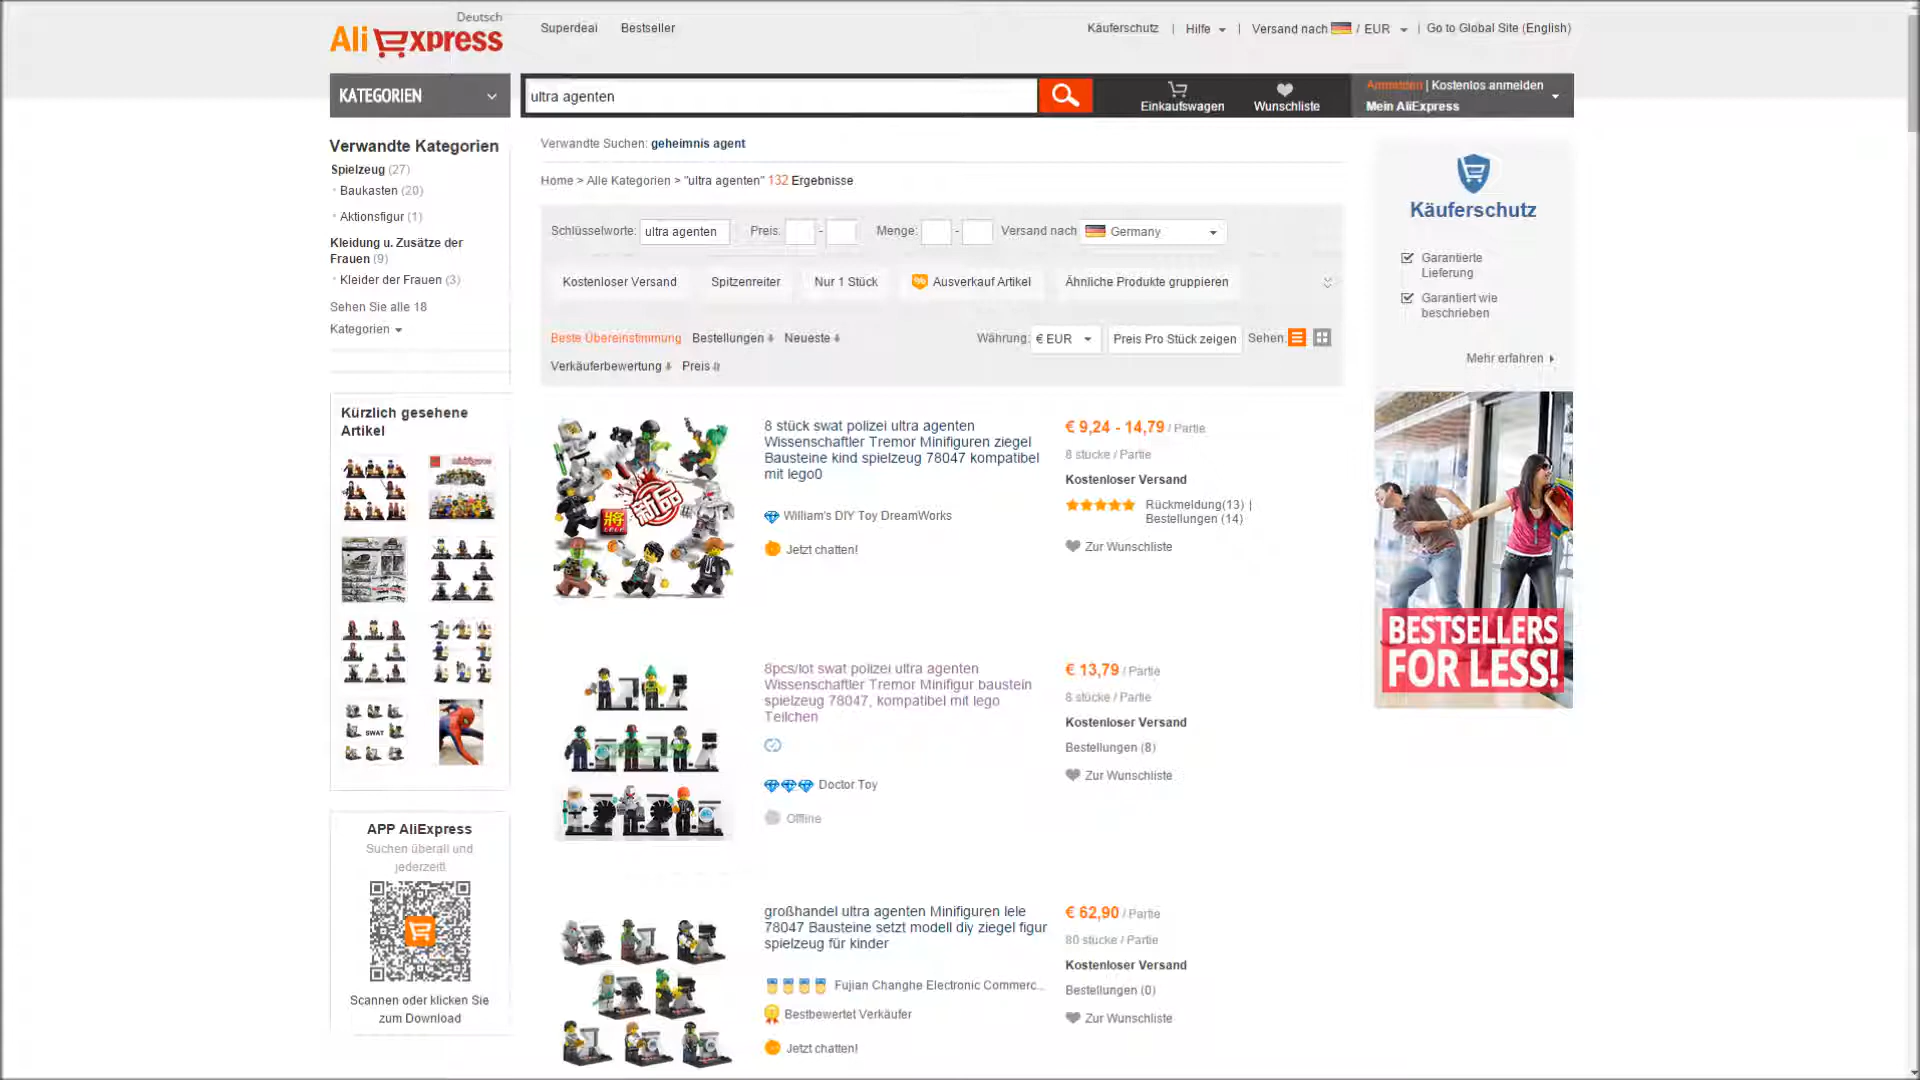 Deutsch
AliExpress
Superdeal
Bestseller
Käuferschutz | Hilfe | Versand nach / EUR | Go to Global Site (English)
KATEGORIEN
ultra agenten
Einkaufswagen
Wunschliste
Anmelden | Kostenlos anmelden
Mein AliExpress
Verwandte Kategorien
Spielzeug (27)
Baukasten (20)
Aktionsfigur (1)
Kleidung u. Zusätze der
Frauen (9)
Kleider der Frauen (3)
Sehen Sie alle 18
Kategorien
Kürzlich gesehene
Artikel
SWAT
APP AliExpress
Suchen überall und
jederzeit!
Scannen oder klicken Sie
zum Download
Verwandte Suchen: geheimnis agent
Home > Alle Kategorien > "ultra agenten" 132 Ergebnisse
Schlüsselworte: ultra agenten Preis: - Menge: - Versand nach Germany
Kostenloser Versand Spitzenreiter Nur 1 Stück % Ausverkauf Artikel Ähnliche Produkte gruppieren
Beste Übereinstimmung Bestellungen Neueste Währung: € EUR Preis Pro Stück zeigen Sehen:
Verkäuferbewertung Preis
8 stück swat polizei ultra agenten
Wissenschaftler Tremor Minifiguren ziegel
Bausteine kind spielzeug 78047 kompatibel
mit lego0
William's DIY Toy DreamWorks
Jetzt chatten!
€ 9,24 - 14,79 / Partie
8 stücke / Partie
Kostenloser Versand
Rückmeldung(13) |
Bestellungen (14)
Zur Wunschliste
新品
8pcs/lot swat polizei ultra agenten
Wissenschaftler Tremor Minifigur baustein
spielzeug 78047, kompatibel mit lego
Teilchen
Doctor Toy
Offline
€ 13,79 / Partie
8 stücke / Partie
Kostenloser Versand
Bestellungen (8)
Zur Wunschliste
großhandel ultra agenten Minifiguren lele
78047 Bausteine setzt modell diy ziegel figur
spielzeug für kinder
Fujian Changhe Electronic Commerc...
Bestbewertet Verkäufer
Jetzt chatten!
€ 62,90 / Partie
80 stücke / Partie
Kostenloser Versand
Bestellungen (0)
Zur Wunschliste
Käuferschutz
Garantierte
Lieferung
Garantiert wie
beschrieben
Mehr erfahren
BESTSELLERS
FOR LESS!